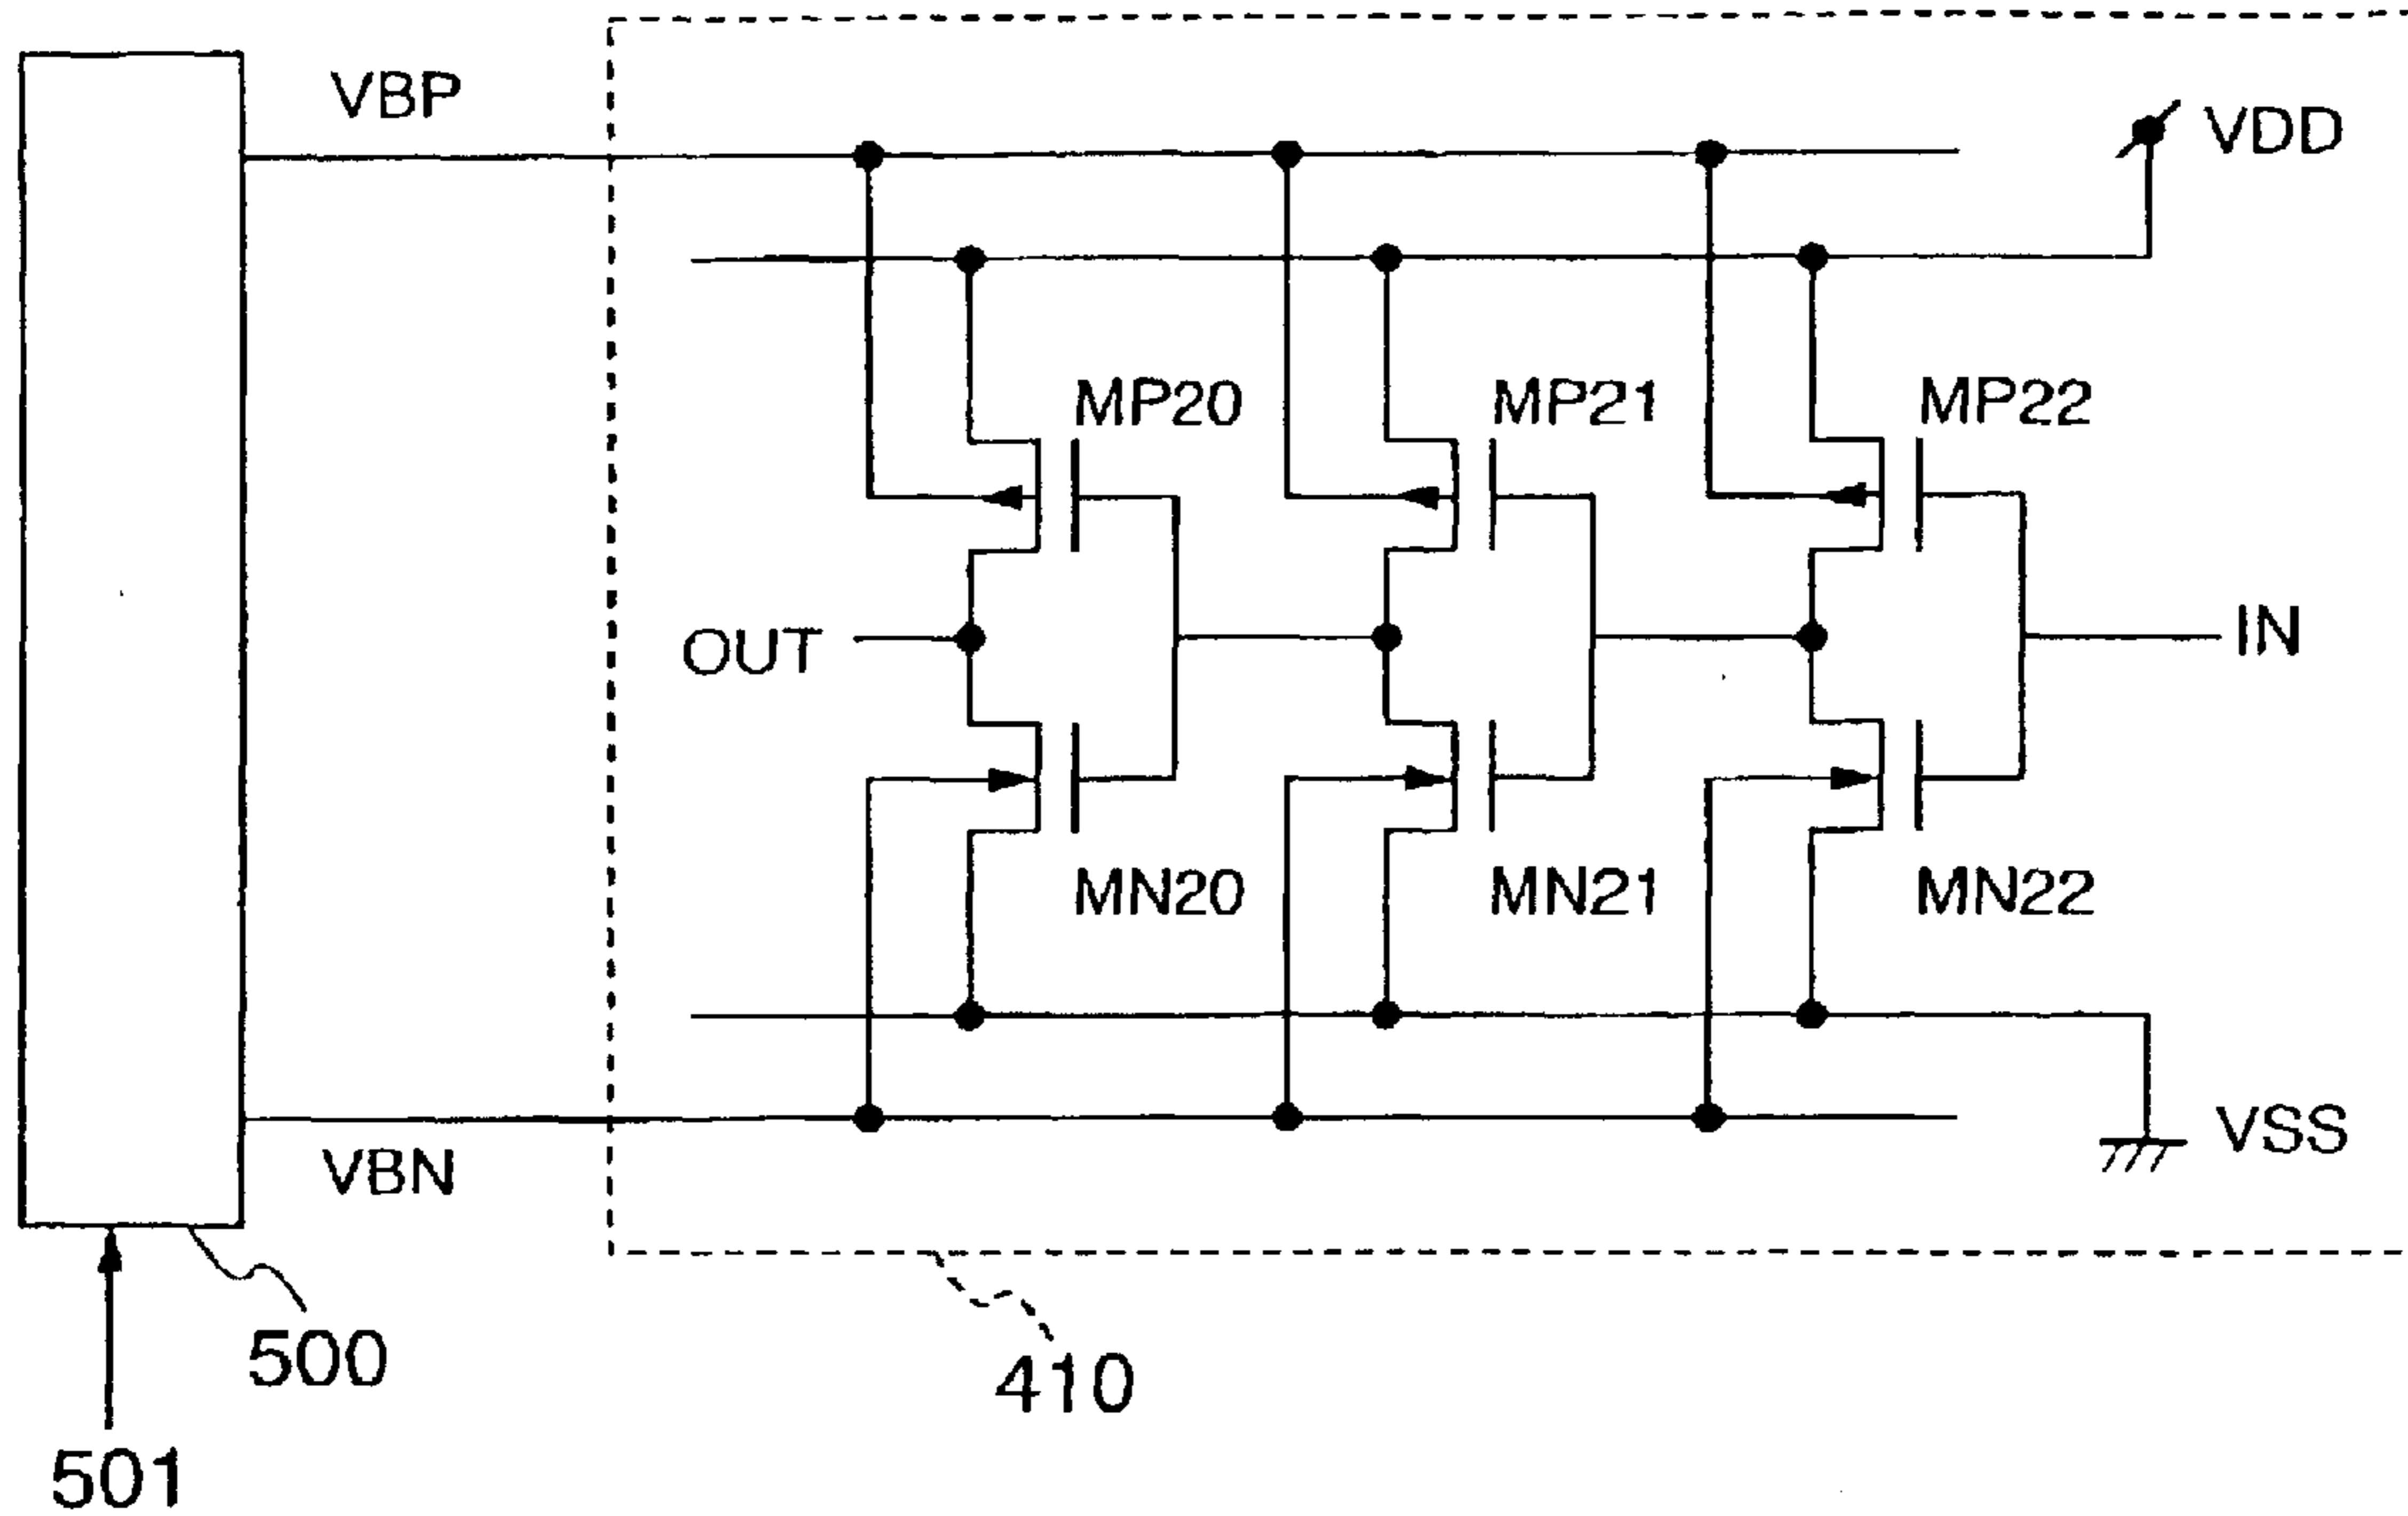 VBP
VDD
MP20 MP21 MP22
OUT
IN
MN20 MN21 MN22
VSS
VBN
500
410
501